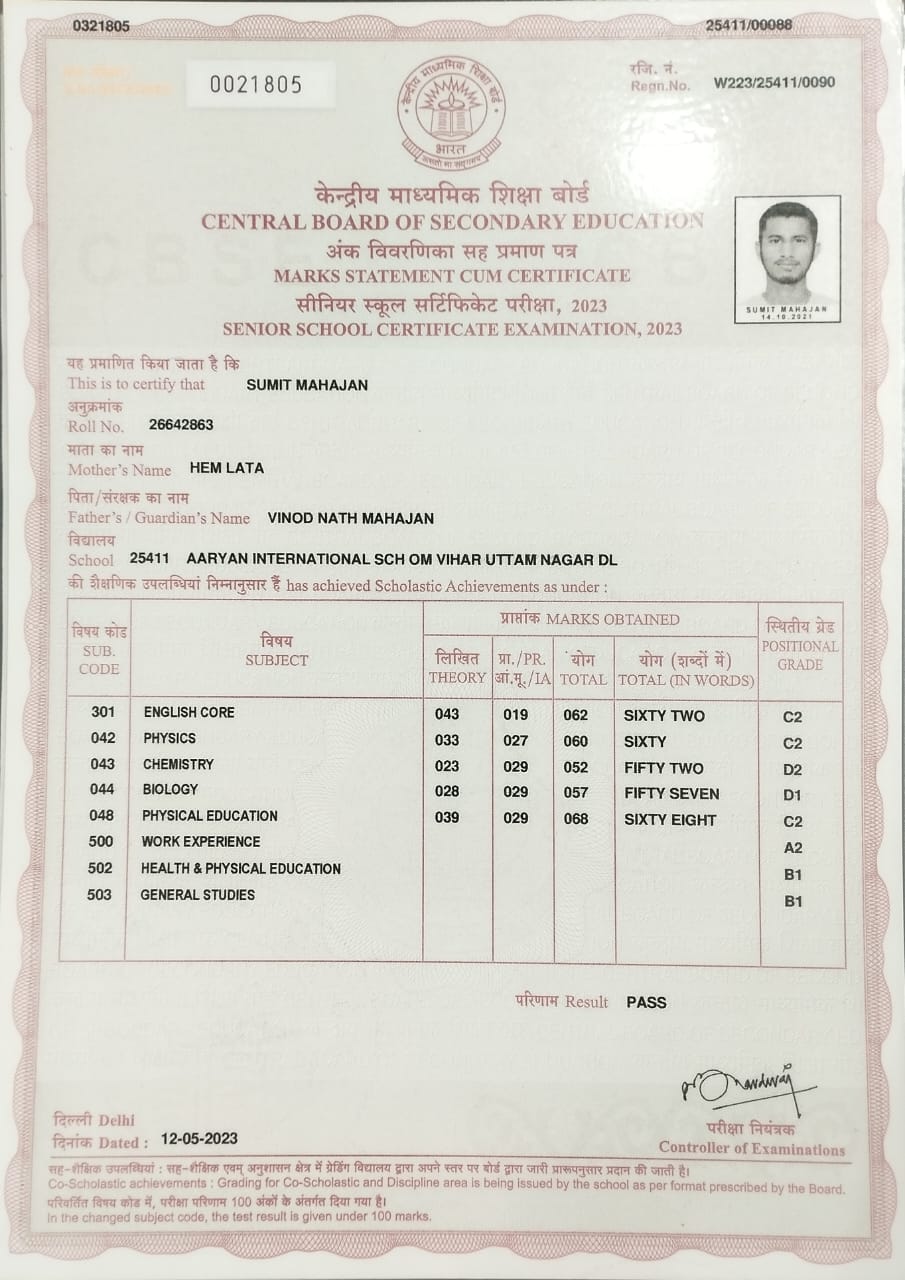 0321805 25411/00088
0021805
रजि. नं.
Regn.No. W223/25411/0090
केन्द्रीय माध्यमिक शिक्षा बोर्ड
भारत
असतो मा सद्गमय
केन्द्रीय माध्यमिक शिक्षा बोर्ड
CENTRAL BOARD OF SECONDARY EDUCATION
अंक विवरणिका सह प्रमाण पत्र
MARKS STATEMENT CUM CERTIFICATE
सीनियर स्कूल सर्टिफिकेट परीक्षा, 2023
SENIOR SCHOOL CERTIFICATE EXAMINATION, 2023
SUMIT MAHAJAN
14.10.2021
यह प्रमाणित किया जाता है कि
This is to certify that SUMIT MAHAJAN
अनुक्रमांक
Roll No. 26642863
माता का नाम
Mother's Name HEM LATA
पिता/संरक्षक का नाम
Father's / Guardian's Name VINOD NATH MAHAJAN
विद्यालय
School 25411 AARYAN INTERNATIONAL SCH OM VIHAR UTTAM NAGAR DL
की शैक्षणिक उपलब्धियां निम्नानुसार हैं has achieved Scholastic Achievements as under :
विषय कोड
SUB.
CODE
विषय
SUBJECT
प्राप्तांक MARKS OBTAINED
लिखित
THEORY
प्रा./PR.
आं.मू./IA
योग
TOTAL
योग (शब्दों में)
TOTAL (IN WORDS)
स्थितीय ग्रेड
POSITIONAL
GRADE
301 ENGLISH CORE 043 019 062 SIXTY TWO C2
042 PHYSICS 033 027 060 SIXTY C2
043 CHEMISTRY 023 029 052 FIFTY TWO D2
044 BIOLOGY 028 029 057 FIFTY SEVEN D1
048 PHYSICAL EDUCATION 039 029 068 SIXTY EIGHT C2
500 WORK EXPERIENCE A2
502 HEALTH & PHYSICAL EDUCATION B1
503 GENERAL STUDIES B1
परिणाम Result PASS
दिल्ली Delhi
दिनांक Dated : 12-05-2023
परीक्षा नियंत्रक
Controller of Examinations
सह-शैक्षिक उपलब्धियां : सह-शैक्षिक एवम् अनुशासन क्षेत्र में ग्रेडिंग विद्यालय द्वारा अपने स्तर पर बोर्ड द्वारा जारी प्रारूपनुसार प्रदान की जाती है।
Co-Scholastic achievements : Grading for Co-Scholastic and Discipline area is being issued by the school as per format prescribed by the Board.
परिवर्तित विषय कोड में, परीक्षा परिणाम 100 अंकों के अंतर्गत दिया गया है।
In the changed subject code, the test result is given under 100 marks.